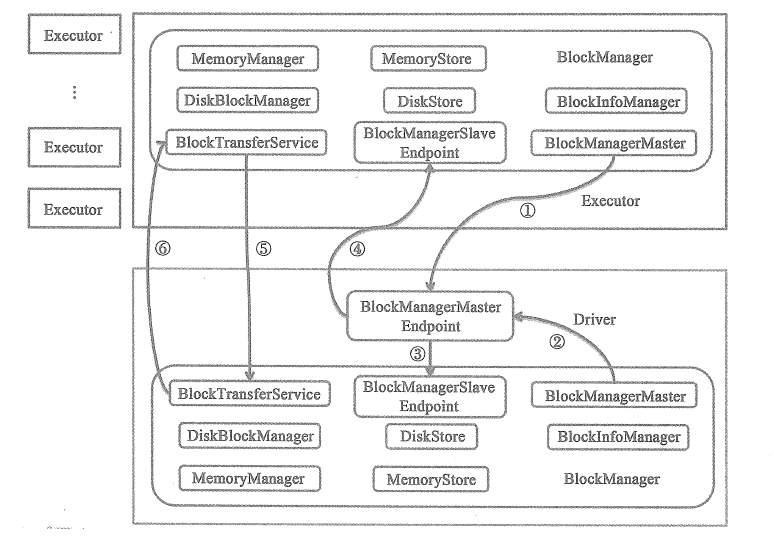 Executor
MemoryManager
MemoryStore
BlockManager
DiskBlockManager
DiskStore
BlockInfoManager
Executor
BlockTransferService
BlockManagerSlave
Endpoint
BlockManagerMaster
Executor
①
Executor
⑥
⑤
④
BlockManagerMaster
Endpoint
Driver
②
③
BlockTransferService
BlockManagerSlave
Endpoint
BlockManagerMaster
DiskBlockManager
DiskStore
BlockInfoManager
MemoryManager
MemoryStore
BlockManager